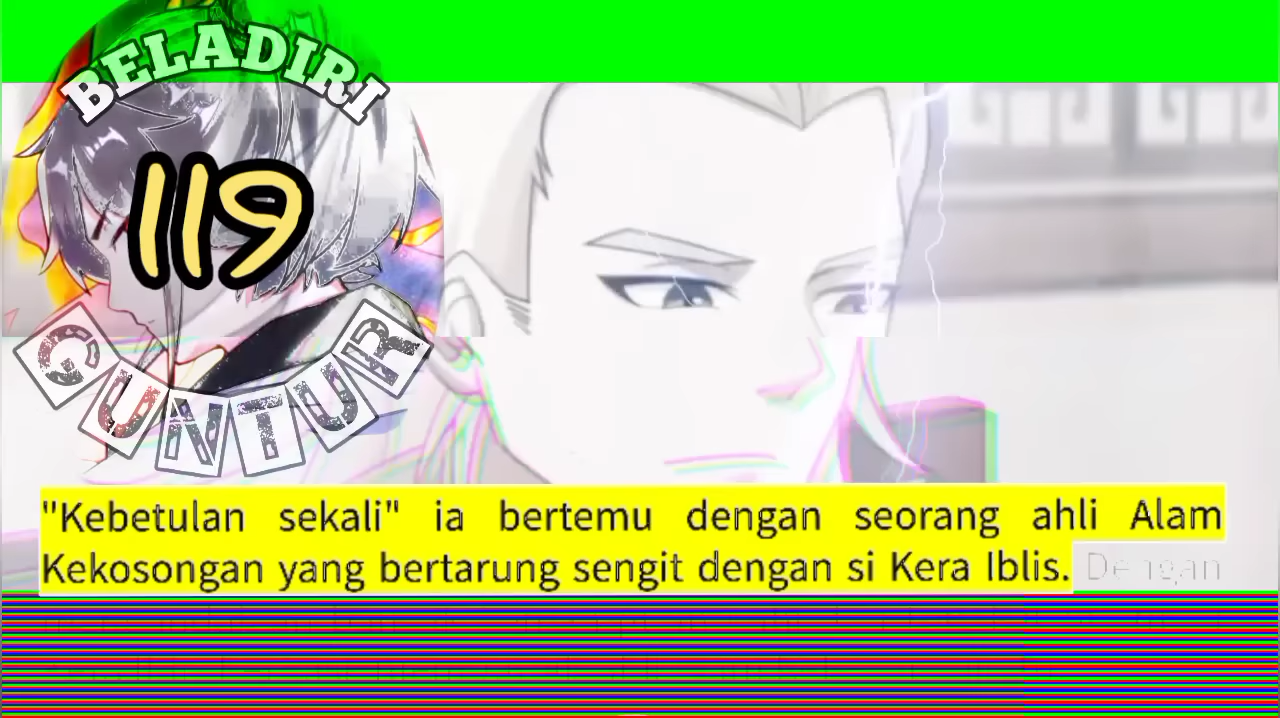 BELADIRI
119
GUNTUR
"Kebetulan sekali" ia bertemu dengan seorang ahli Alam
Kekosongan yang bertarung sengit dengan si Kera Iblis. Dengan